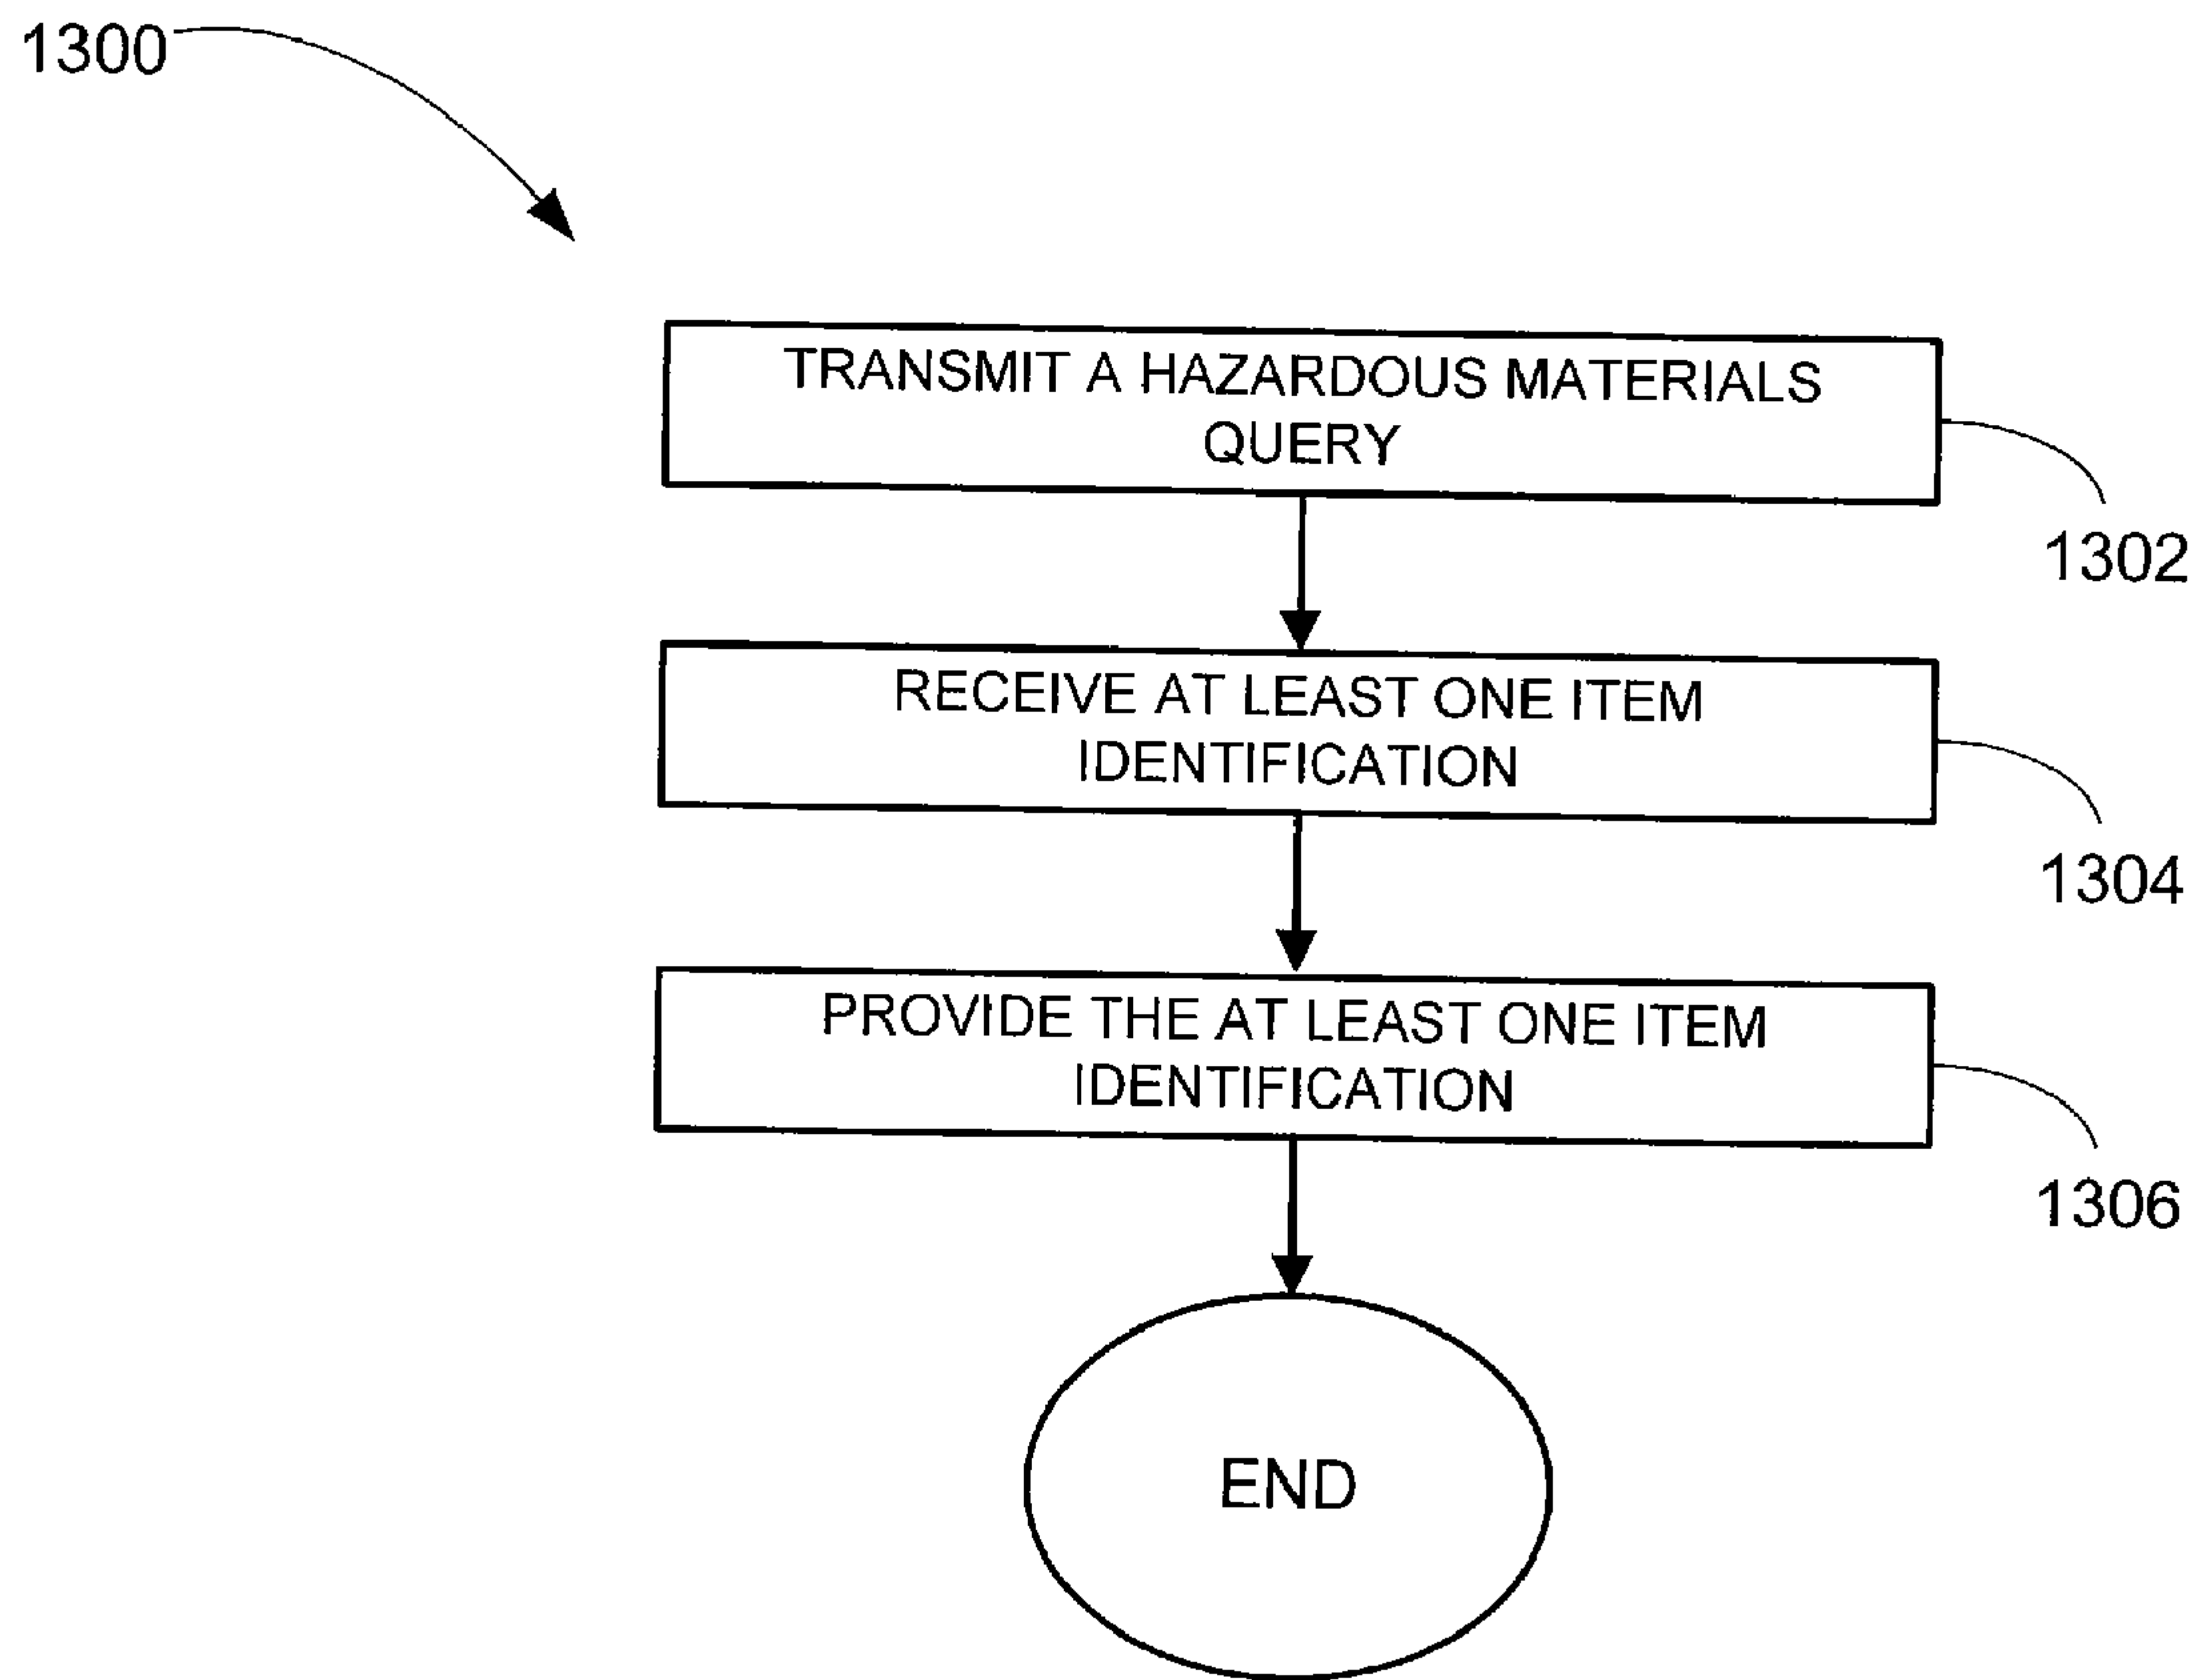 1300
TRANSMIT A HAZARDOUS MATERIALS
QUERY
1302
RECEIVE AT LEAST ONE ITEM
IDENTIFICATION
1304
PROVIDE THE AT LEAST ONE ITEM
IDENTIFICATION
1306
END